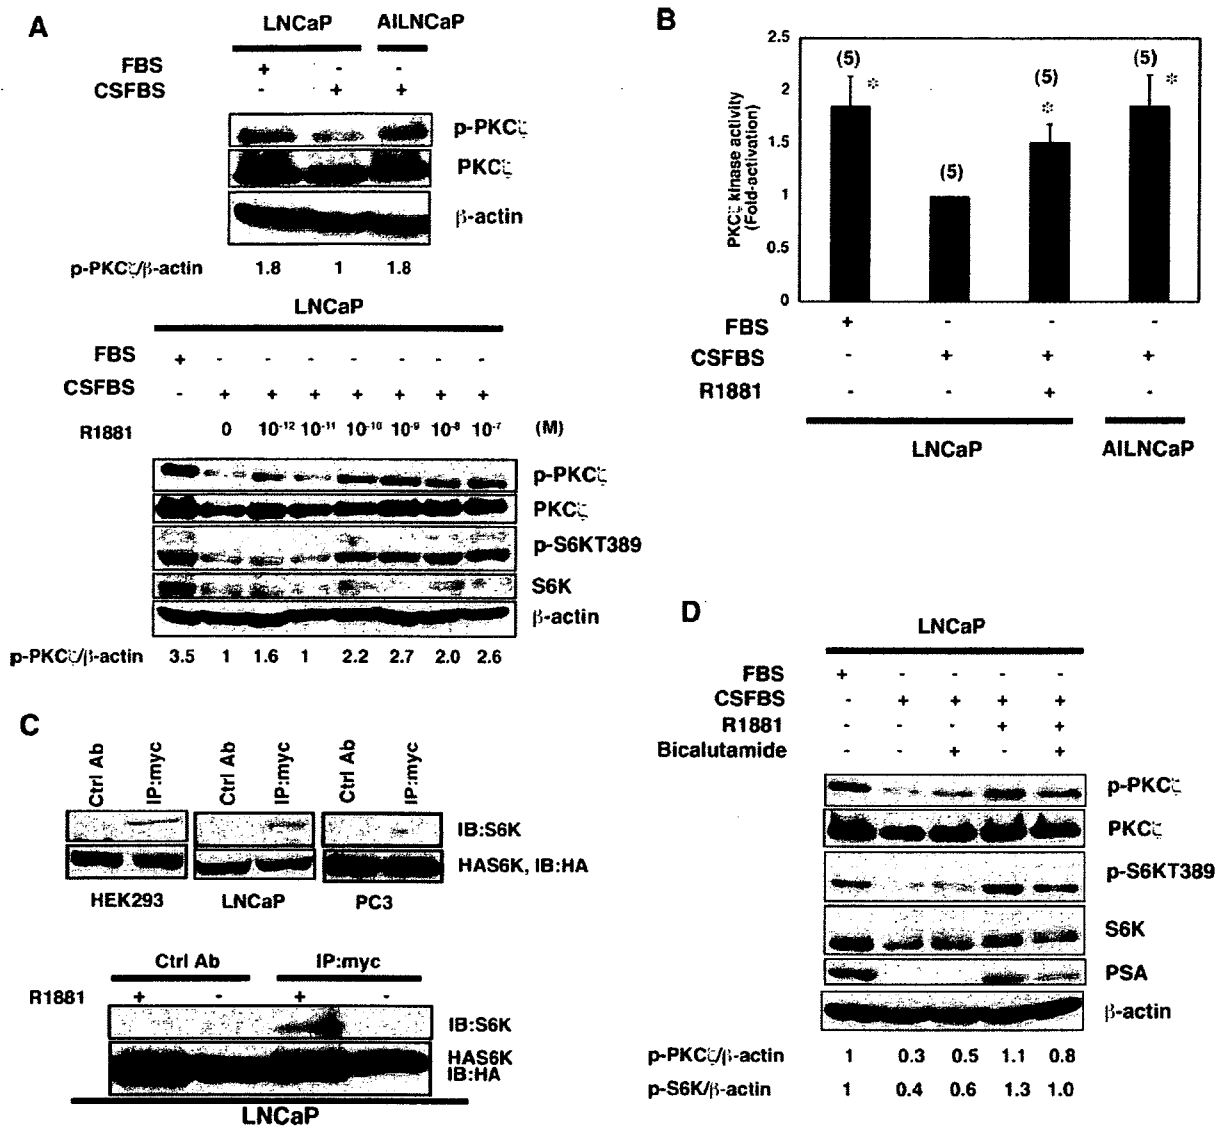 A
LNCaP AILNCaP
FBS + - -
CSFBS - + +
p-PKCζ
PKCζ
β-actin
p-PKCζ/β-actin 1.8 1 1.8
LNCaP
FBS + - - - - - - -
CSFBS - + + + + + + +
R1881 0 10⁻¹² 10⁻¹¹ 10⁻¹⁰ 10⁻⁹ 10⁻⁸ 10⁻⁷ (M)
p-PKCζ
PKCζ
p-S6KT389
S6K
β-actin
p-PKCζ/β-actin 3.5 1 1.6 1 2.2 2.7 2.0 2.6
B
PKCζ kinase activity
(Fold-activation)
2.5
2
1.5
1
0.5
0
(5) * (5) (5) * (5) *
FBS + - - -
CSFBS - + + +
R1881 - - + -
LNCaP AILNCaP
C
Ctrl Ab IP:myc Ctrl Ab IP:myc Ctrl Ab IP:myc
IB:S6K
HAS6K, IB:HA
HEK293 LNCaP PC3
Ctrl Ab IP:myc
R1881 + - + -
IB:S6K
HAS6K
IB:HA
LNCaP
D
LNCaP
FBS + - - - -
CSFBS - + + + +
R1881 - - - + +
Bicalutamide - - + - +
p-PKCζ
PKCζ
p-S6KT389
S6K
PSA
β-actin
p-PKCζ/β-actin 1 0.3 0.5 1.1 0.8
p-S6K/β-actin 1 0.4 0.6 1.3 1.0